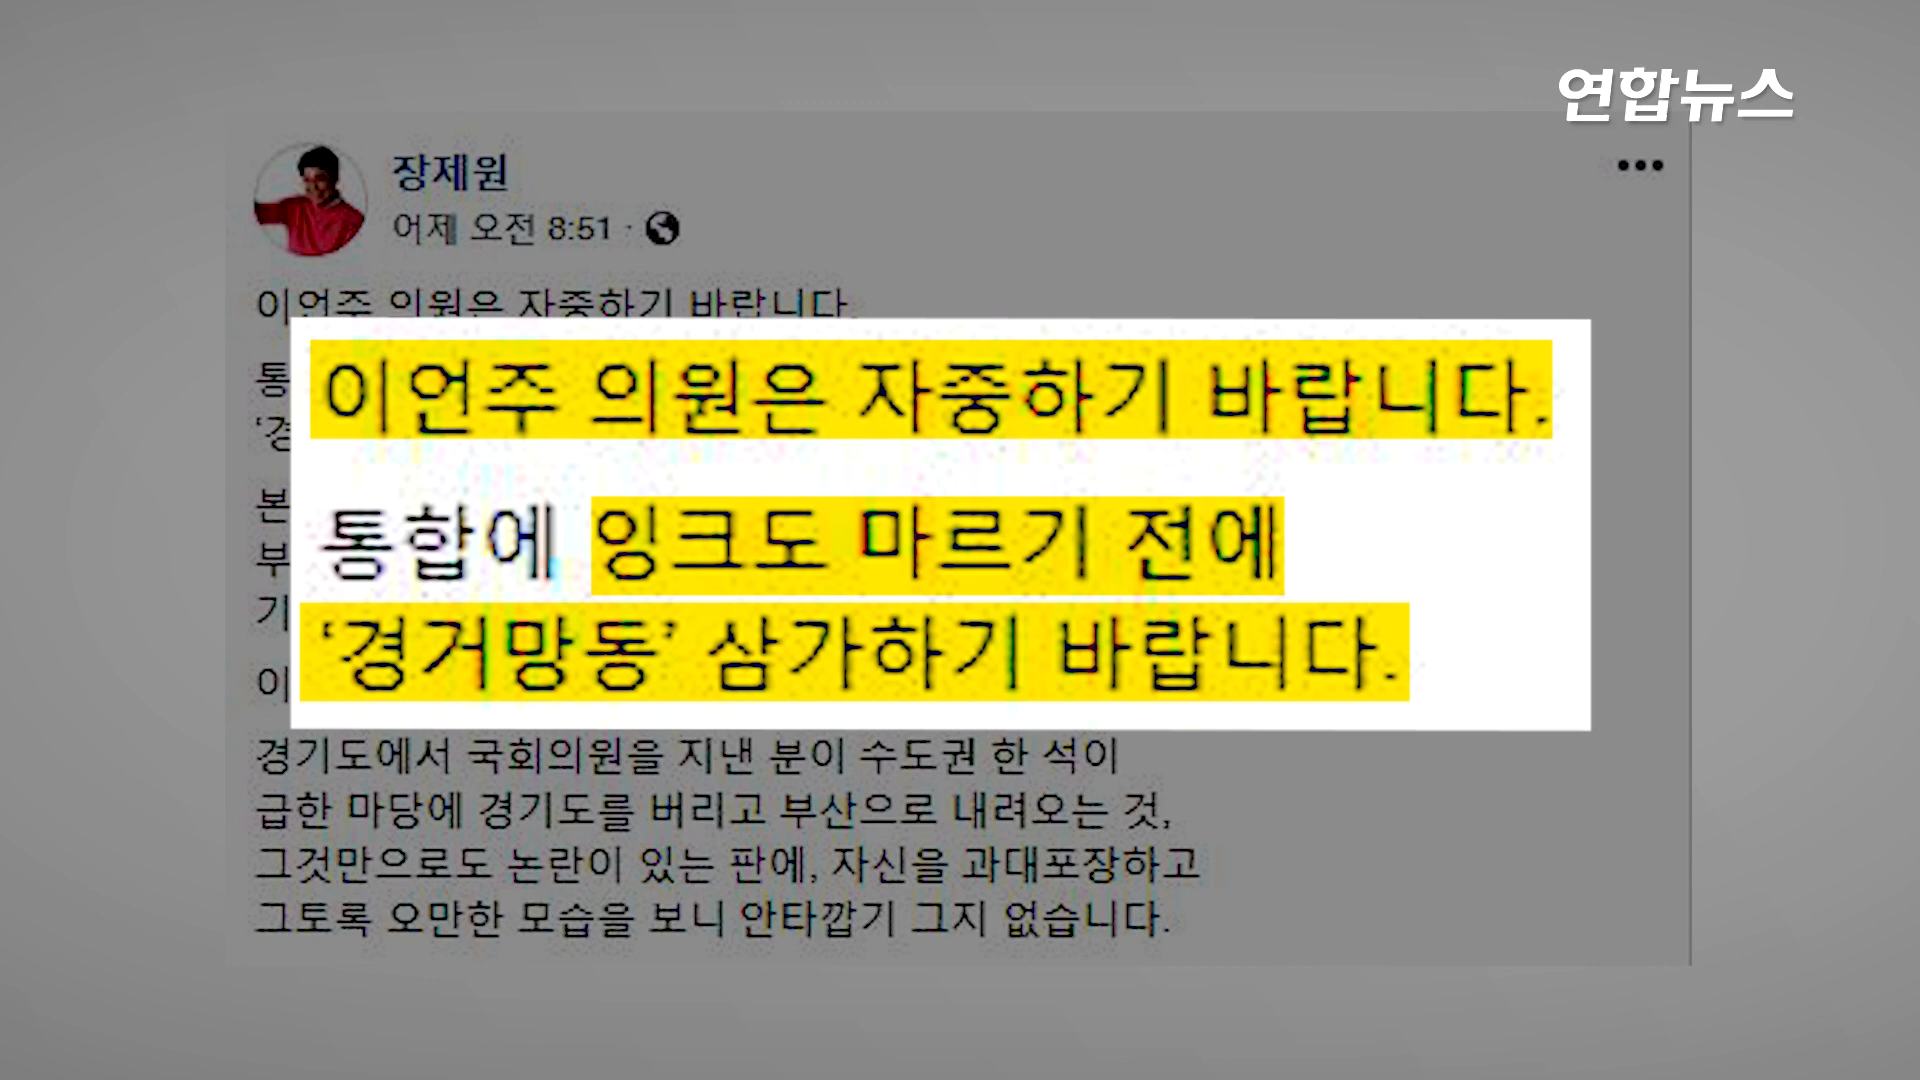 연합뉴스
장제원
어제 오전 8:51 ·
이언주 의원은 자중하기 바랍니다.
이언주 의원은 자중하기 바랍니다.
통
통합에 잉크도 마르기 전에
‘경
‘경거망동’ 삼가하기 바랍니다.
본
부
기
이
경기도에서 국회의원을 지낸 분이 수도권 한 석이
급한 마당에 경기도를 버리고 부산으로 내려오는 것,
그것만으로도 논란이 있는 판에, 자신을 과대포장하고
그토록 오만한 모습을 보니 안타깝기 그지 없습니다.